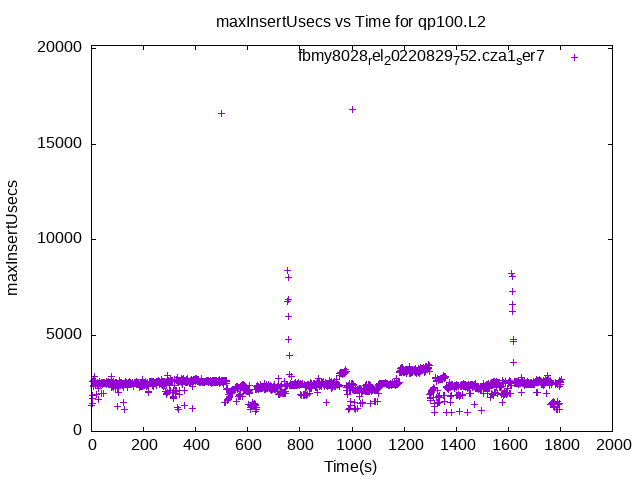 maxInsertUsecs vs Time for qp100.L2
fbmy8028rel20220829752.cza1ser7
20000
15000
10000
5000
0
maxInsertUsecs
0 200 400 600 800 1000 1200 1400 1600 1800 2000
Time(s)